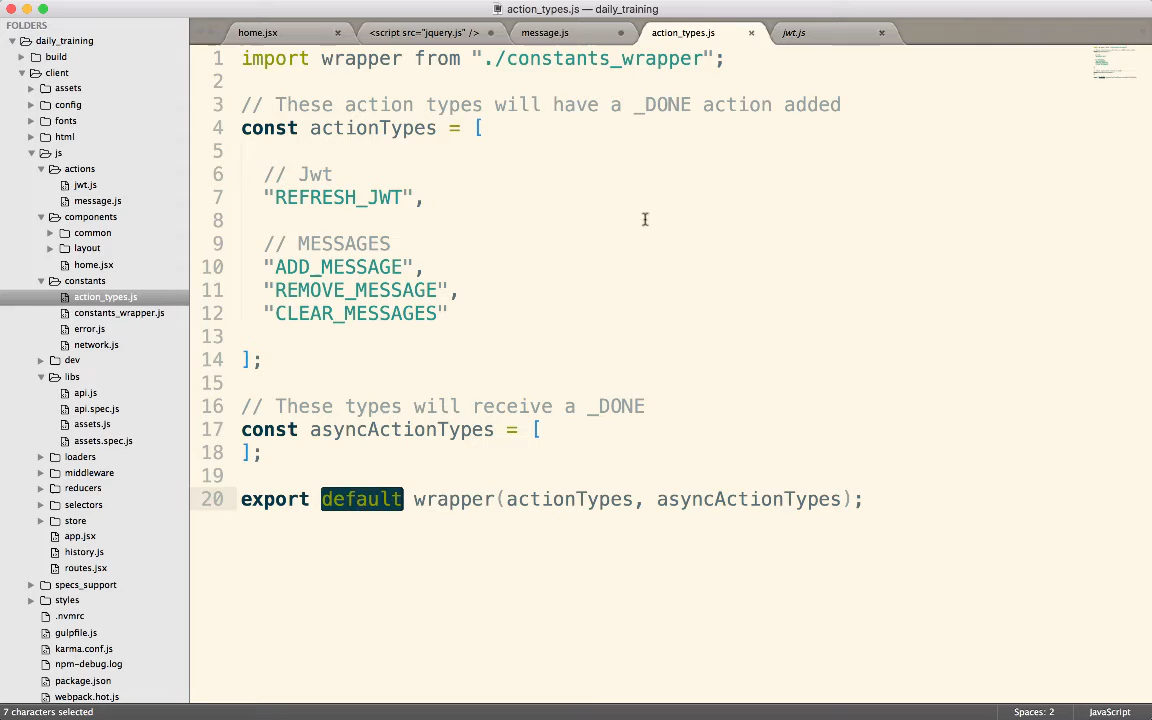 action_types.js — daily_training
FOLDERS
daily_training
build
client
assets
config
fonts
html
js
actions
jwt.js
message.js
components
common
layout
home.jsx
constants
action_types.js
constants_wrapper.js
error.js
network.js
dev
libs
api.js
api.spec.js
assets.js
assets.spec.js
loaders
middleware
reducers
selectors
store
app.jsx
history.js
routes.jsx
specs_support
styles
.nvmrc
gulpfile.js
karma.conf.js
npm-debug.log
package.json
webpack.hot.js
home.jsx
<script src="jquery.js" />
message.js
action_types.js
jwt.js
1 import wrapper from "./constants_wrapper";
2
3 // These action types will have a _DONE action added
4 const actionTypes = [
5
6 // Jwt
7 "REFRESH_JWT",
8
9 // MESSAGES
10 "ADD_MESSAGE",
11 "REMOVE_MESSAGE",
12 "CLEAR_MESSAGES"
13
14 ];
15
16 // These types will receive a _DONE
17 const asyncActionTypes = [
18 ];
19
20 export default wrapper(actionTypes, asyncActionTypes);
7 characters selected
Spaces: 2
JavaScript